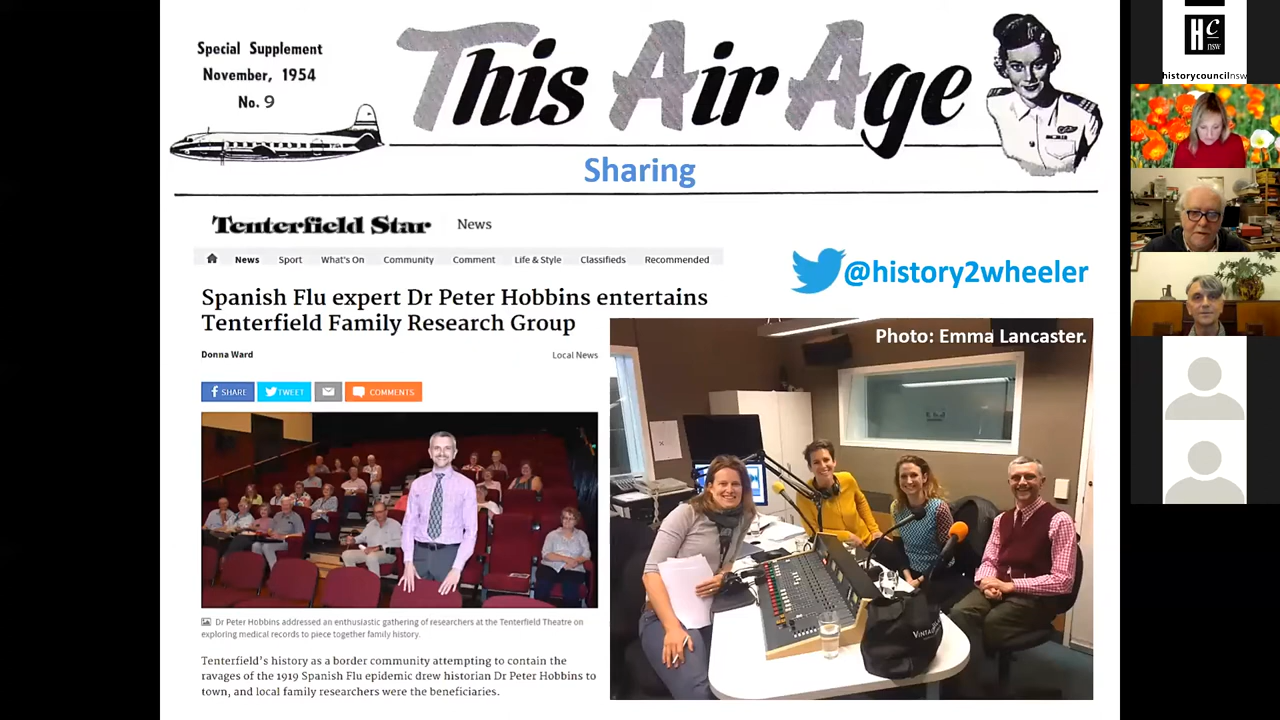 Special Supplement
November, 1954
No. 9
This Air Age
Sharing
Tenterfield Star
News
News Sport What's On Community Comment Life & Style Classifieds Recommended
@history2wheeler
Spanish Flu expert Dr Peter Hobbins entertains
Tenterfield Family Research Group
Donna Ward
Local News
SHARE TWEET COMMENTS
Dr Peter Hobbins addressed an enthusiastic gathering of researchers at the Tenterfield Theatre on
exploring medical records to piece together family history.
Tenterfield's history as a border community attempting to contain the
ravages of the 1919 Spanish Flu epidemic drew historian Dr Peter Hobbins to
town, and local family researchers were the beneficiaries.
Photo: Emma Lancaster.
Hc
nsw
historycouncilnsw